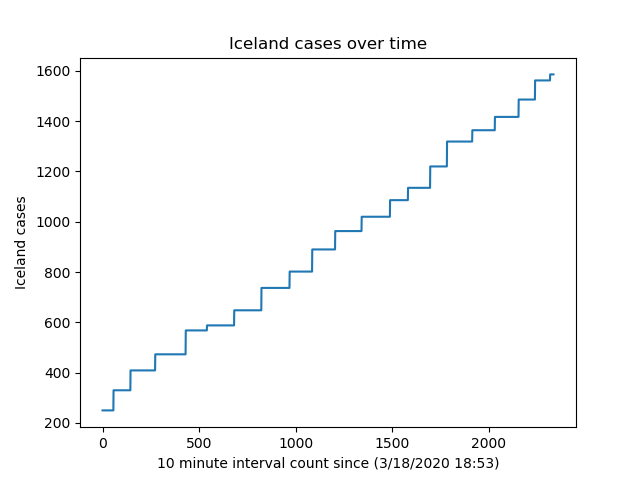 Iceland cases over time
1600
1400
1200
1000
800
600
400
200
Iceland cases
0 500 1000 1500 2000
10 minute interval count since (3/18/2020 18:53)